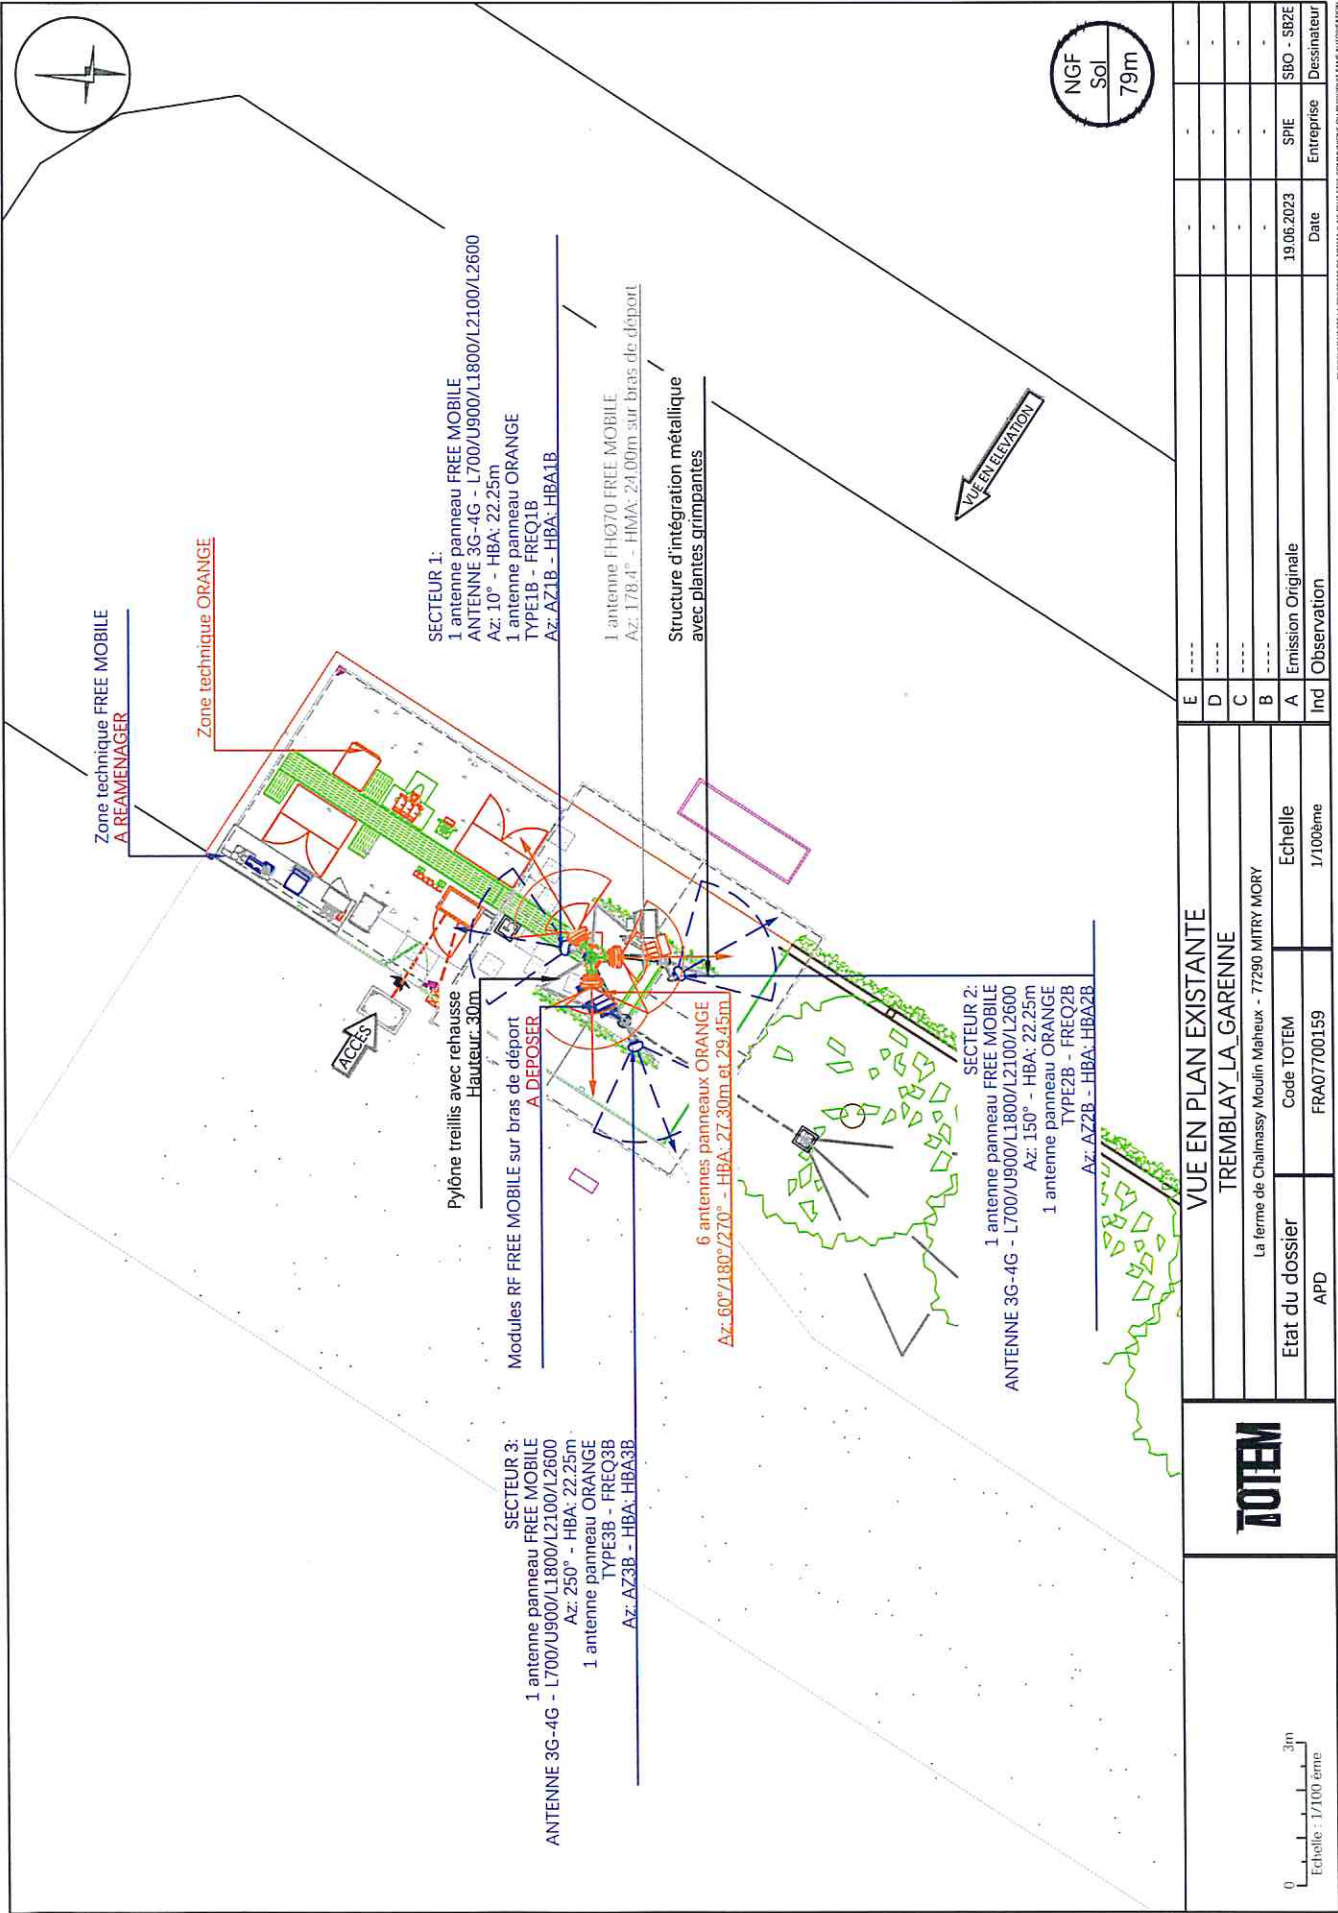 Zone technique FREE MOBILE
A REAMENAGER
Zone technique ORANGE
SECTEUR 1:
1 antenne panneau FREE MOBILE
ANTENNE 3G-4G - L700/U900/L1800/L2100/L2600
Az: 10° - HBA: 22.25m
1 antenne panneau ORANGE
TYPE1B - FREQ1B
Az: AZ1B - HBA: HBA1B
1 antenne FHØ70 FREE MOBILE
Az: 178.4° - HMA: 24.00m sur bras de déport
Structure d'intégration métallique
avec plantes grimpantes
ACCES
Pylône treillis avec rehausse
Hauteur: 30m
Modules RF FREE MOBILE sur bras de déport
A DEPOSER
6 antennes panneaux ORANGE
Az: 60°/180°/270° - HBA: 27.30m et 29.45m
SECTEUR 3:
1 antenne panneau FREE MOBILE
ANTENNE 3G-4G - L700/U900/L1800/L2100/L2600
Az: 250° - HBA: 22.25m
1 antenne panneau ORANGE
TYPE3B - FREQ3B
Az: AZ3B - HBA: HBA3B
SECTEUR 2:
1 antenne panneau FREE MOBILE
ANTENNE 3G-4G - L700/U900/L1800/L2100/L2600
Az: 150° - HBA: 22.25m
1 antenne panneau ORANGE
TYPE2B - FREQ2B
Az: AZ2B - HBA: HBA2B
VUE EN ELEVATION
NGF
Sol
79m
0 3m
Echelle : 1/100 ème
TOTEM
VUE EN PLAN EXISTANTE
TREMBLAY_LA_GARENNE
La ferme de Chalmassy Moulin Maheux - 77290 MITRY MORY
Etat du dossier Code TOTEM Echelle
APD FRA07700159 1/100ème
E ---- - - -
D ---- - - -
C ---- - - -
B ---- - - -
A Emission Originale 19.06.2023 SPIE SBO - SB2E
Ind Observation Date Entreprise Dessinateur